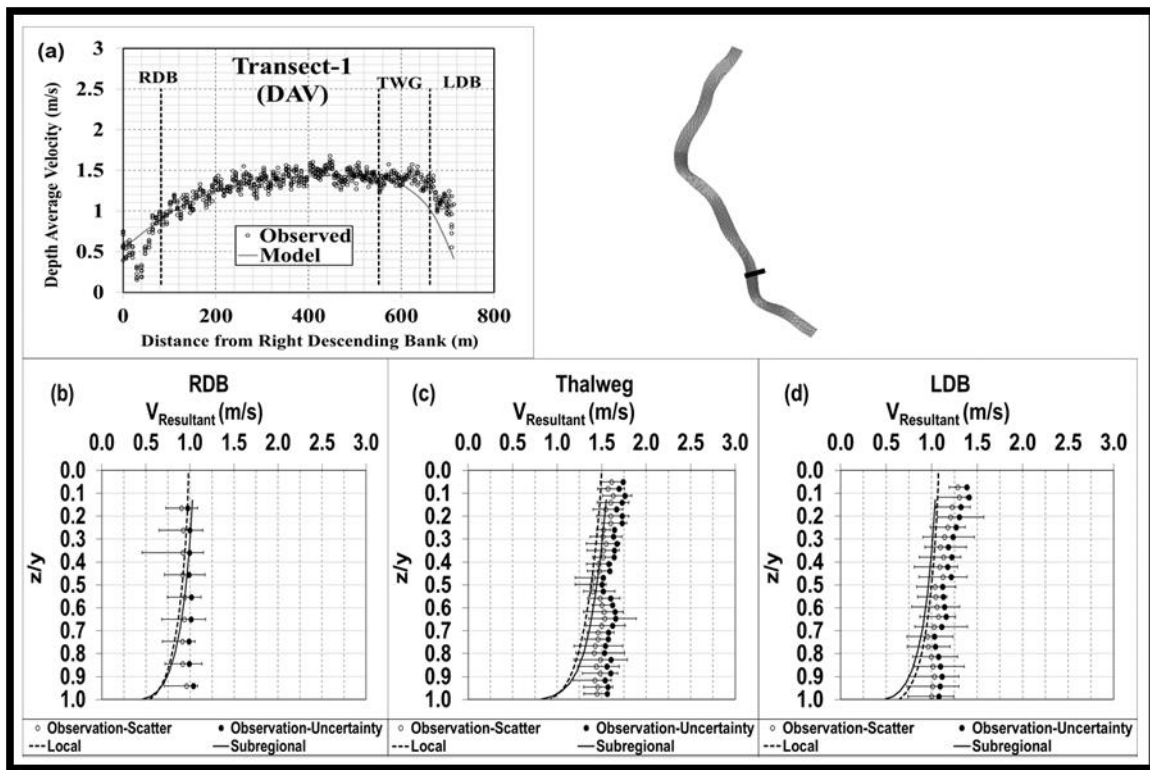 (a)
Transect-1
(DAV)
RDB
TWG
LDB
Depth Average Velocity (m/s)
3
2.5
2
1.5
1
0.5
0
Observed
Model
0 200 400 600 800
Distance from Right Descending Bank (m)
(b)
RDB
V Resultant (m/s)
0.0 0.5 1.0 1.5 2.0 2.5 3.0
z/y
0.0
0.1
0.2
0.3
0.4
0.5
0.6
0.7
0.8
0.9
1.0
Observation-Scatter Observation-Uncertainty
Local Subregional
(c)
Thalweg
V Resultant (m/s)
0.0 0.5 1.0 1.5 2.0 2.5 3.0
z/y
0.0
0.1
0.2
0.3
0.4
0.5
0.6
0.7
0.8
0.9
1.0
Observation-Scatter Observation-Uncertainty
Local Subregional
(d)
LDB
V Resultant (m/s)
0.0 0.5 1.0 1.5 2.0 2.5 3.0
z/y
0.0
0.1
0.2
0.3
0.4
0.5
0.6
0.7
0.8
0.9
1.0
Observation-Scatter Observation-Uncertainty
Local Subregional